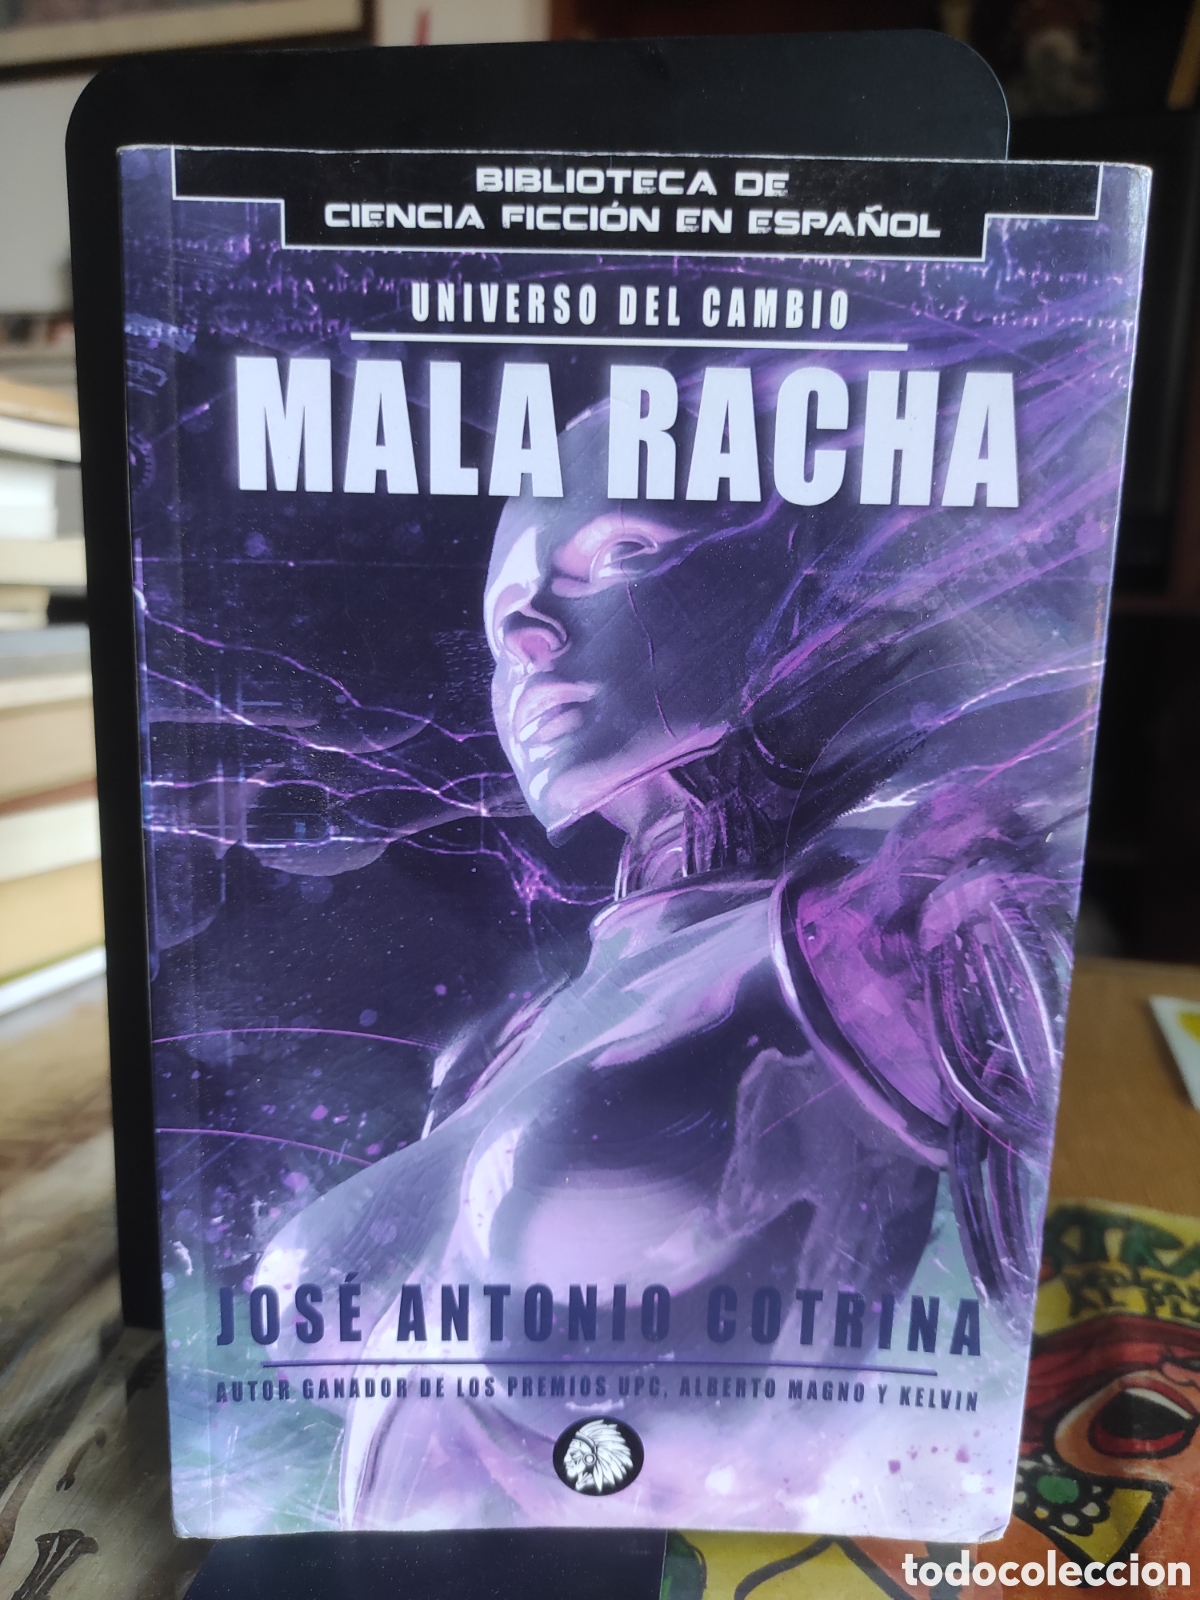 BIBLIOTECA DE
CIENCIA FICCIÓN EN ESPAÑOL
UNIVERSO DEL CAMBIO
MALA RACHA
JOSÉ ANTONIO COTRINA
AUTOR GANADOR DE LOS PREMIOS UPC, ALBERTO MAGNO Y KELVIN
todocoleccion